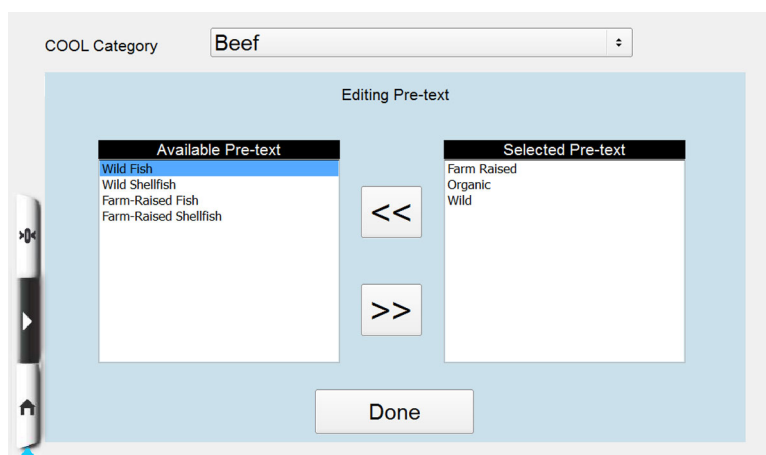 COOL Category
Beef
Editing Pre-text
Available Pre-text
Wild Fish
Wild Shellfish
Farm-Raised Fish
Farm-Raised Shellfish
<<
>>
Selected Pre-text
Farm Raised
Organic
Wild
>0<
Done